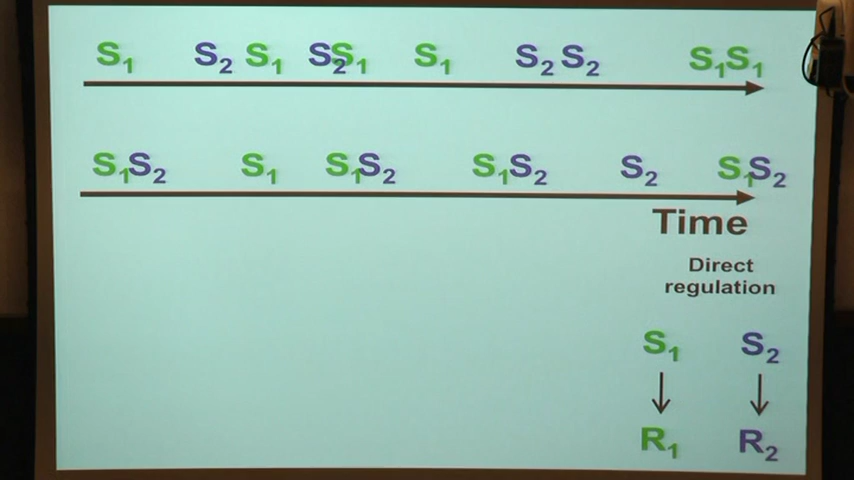 S₁ S₂ S₁ S₂S₁ S₁ S₂ S₂ S₁S₁
S₁S₂ S₁ S₁S₂ S₁S₂ S₂ S₁S₂
Time
Direct
regulation
S₁ S₂
R₁ R₂